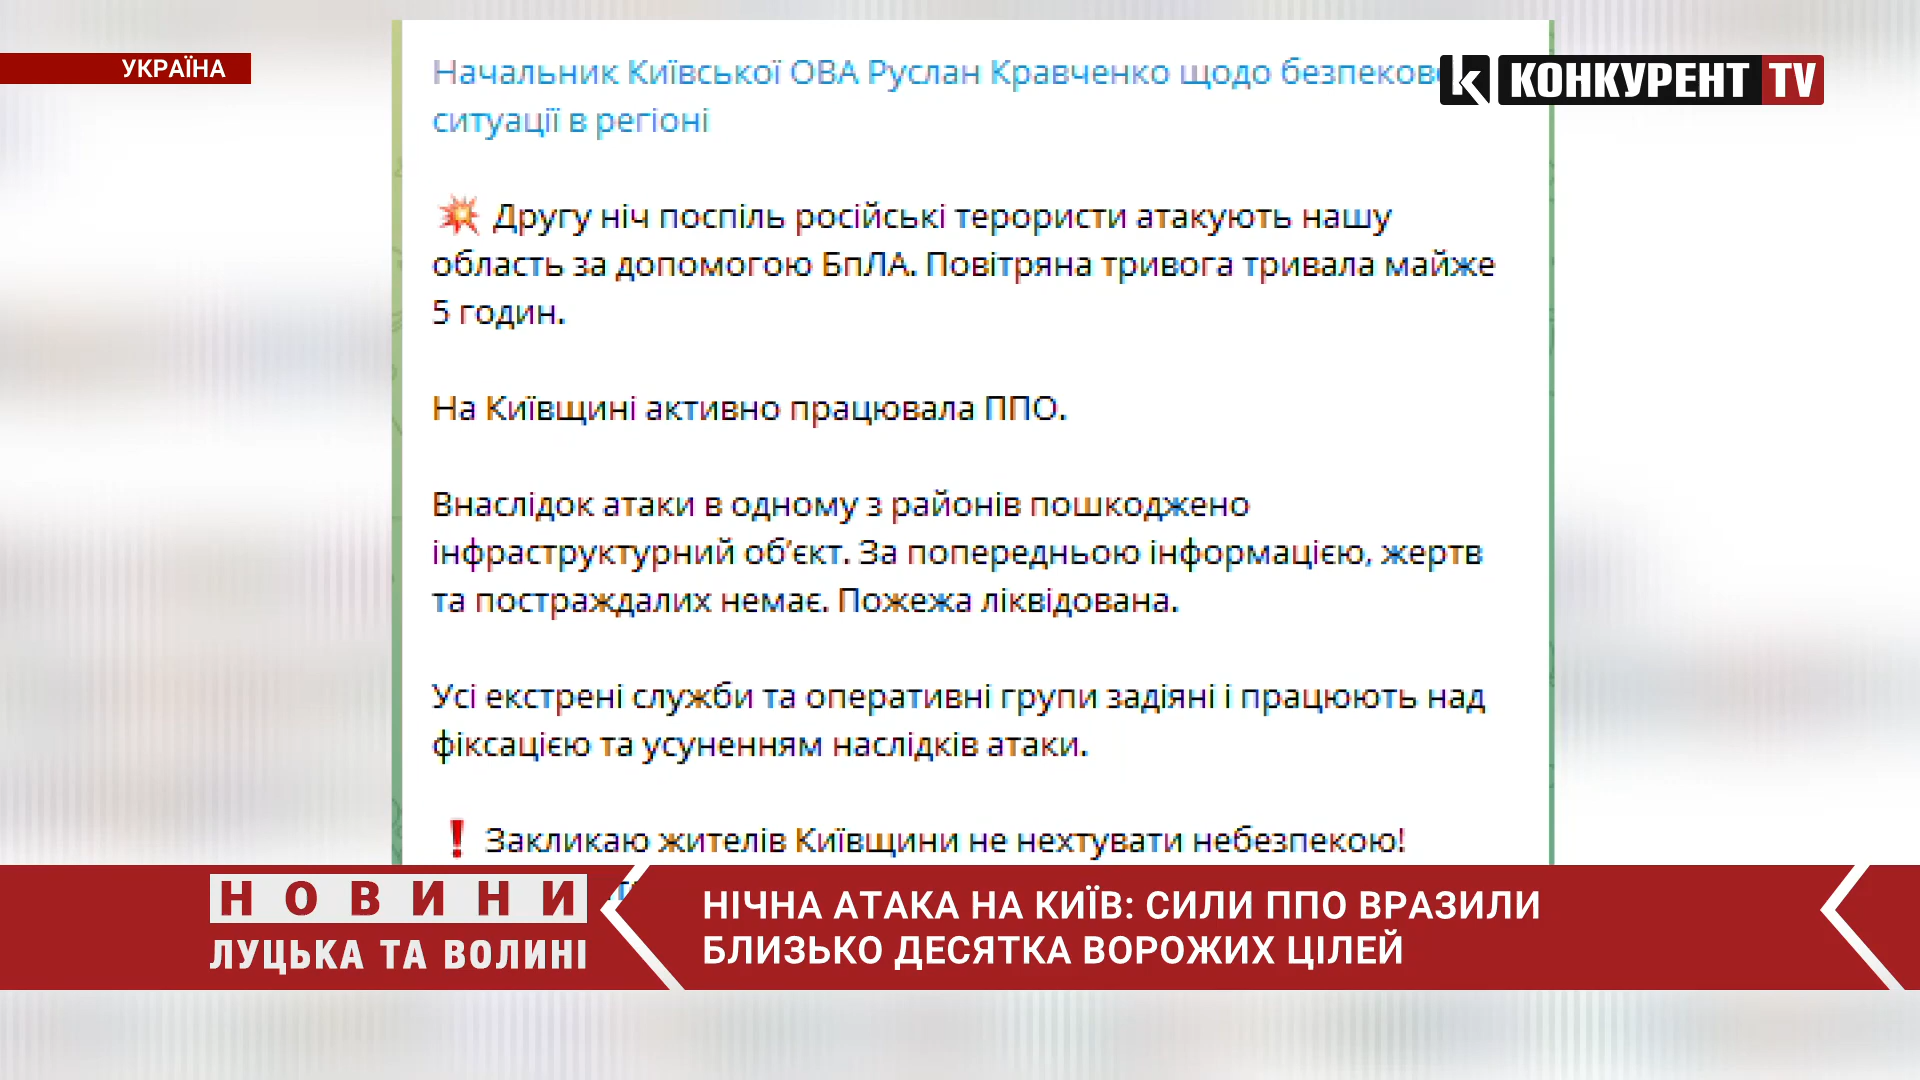 УКРАЇНА
К КОНКУРЕНТ TV
Начальник Київської ОВА Руслан Кравченко щодо
ситуації в регіоні
💥 Другу ніч поспіль російські терористи атакують нашу
область за допомогою БпЛА. Повітряна тривога тривала майже
5 годин.
На Київщині активно працювала ППО.
Внаслідок атаки в одному з районів пошкоджено
інфраструктурний об'єкт. За попередньою інформацією, жертв
та постраждалих немає. Пожежа ліквідована.
Усі екстрені служби та оперативні групи задіяні і працюють над
фіксацією та усуненням наслідків атаки.
❗ Закликаю жителів Київщини не нехтувати небезпекою!
НОВИНИ
ЛУЦЬКА ТА ВОЛИНІ
НІЧНА АТАКА НА КИЇВ: СИЛИ ППО ВРАЗИЛИ
БЛИЗЬКО ДЕСЯТКА ВОРОЖИХ ЦІЛЕЙ